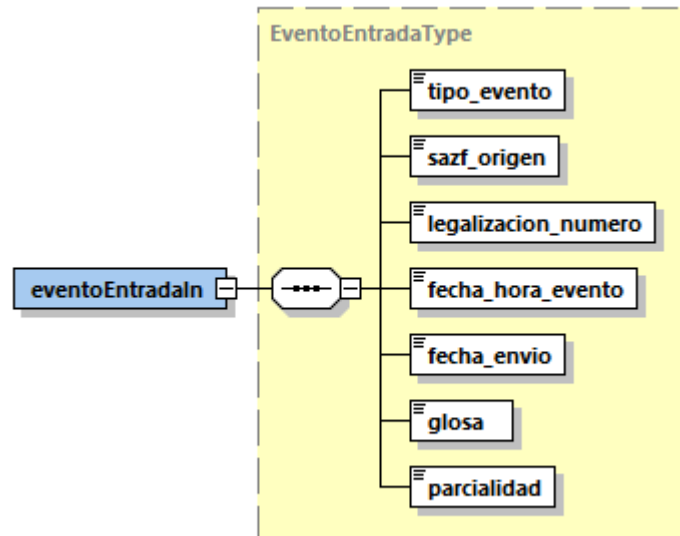 EventoEntradaType
tipo_evento
sazf_origen
legalizacion_numero
eventoEntradaIn
fecha_hora_evento
fecha_envio
glosa
parcialidad